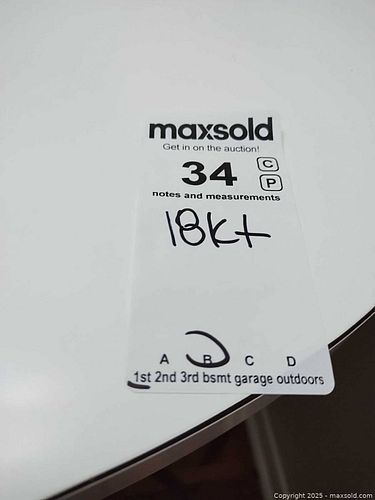 maxsold
Get in on the auction!
34 C
P
notes and measurements
18Kt
A B C D
1st 2nd 3rd bsmt garage outdoors
Copyright 2025 - maxsold.com